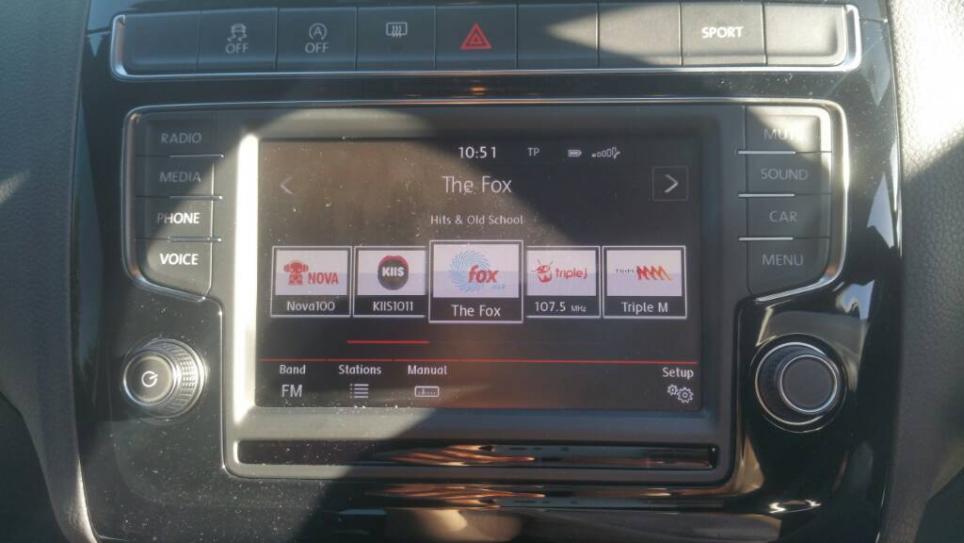 OFF
A
OFF
SPORT
RADIO
MEDIA
PHONE
VOICE
MUTE
SOUND
CAR
MENU
10:51 TP
The Fox
Hits & Old School
NOVA
Nova100
KIIS
KIIS1011
fox
The Fox
triple j
107.5 MHz
MMM
Triple M
Band
FM
Stations
Manual
Setup